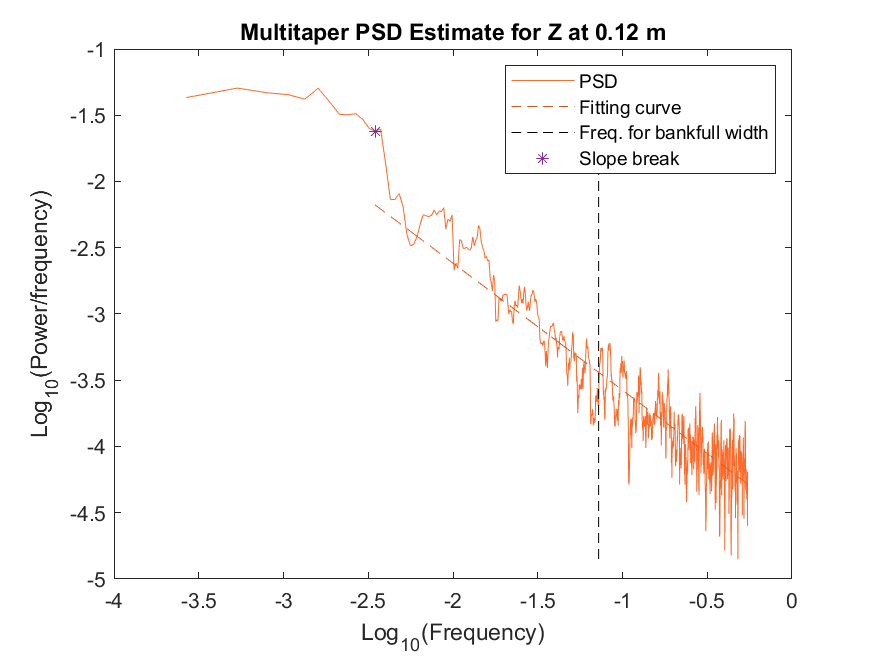 Multitaper PSD Estimate for Z at 0.12 m
PSD
Fitting curve
Freq. for bankfull width
Slope break
-1
-1.5
-2
-2.5
-3
-3.5
-4
-4.5
-5
Log10(Power/frequency)
-4
-3.5
-3
-2.5
-2
-1.5
-1
-0.5
0
Log10(Frequency)